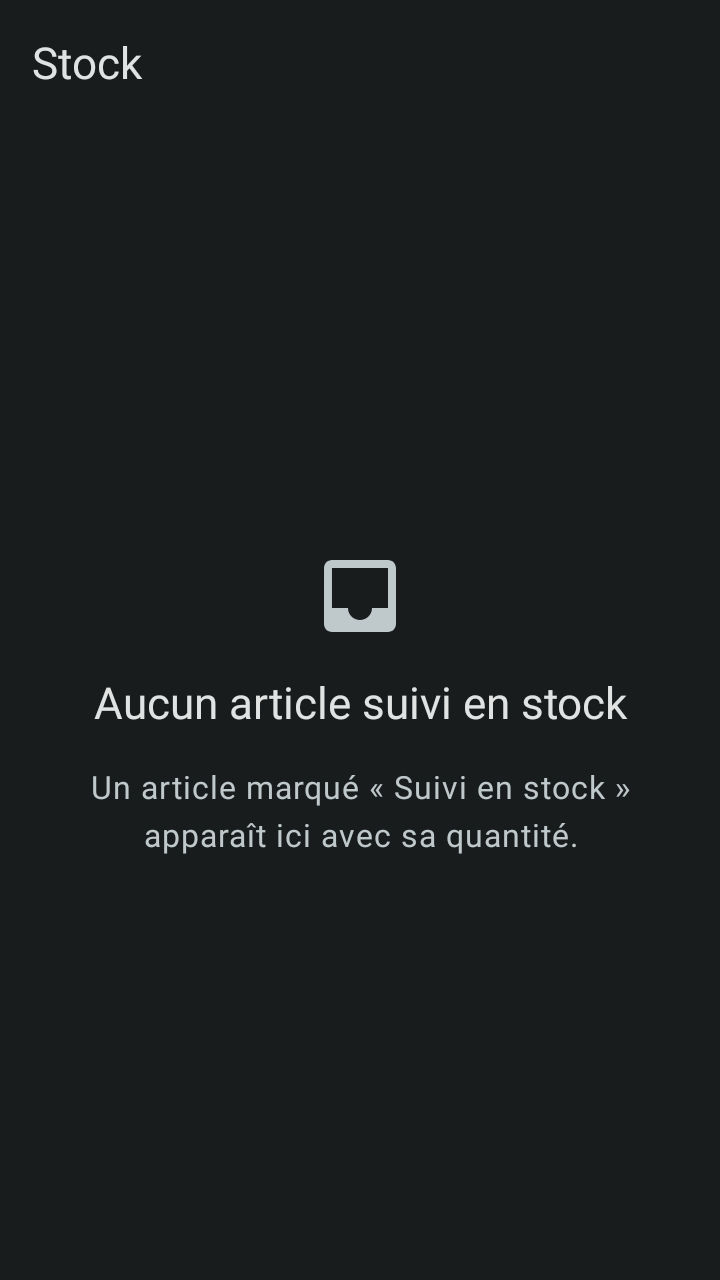 Stock
Aucun article suivi en stock
Un article marqué « Suivi en stock »
apparaît ici avec sa quantité.